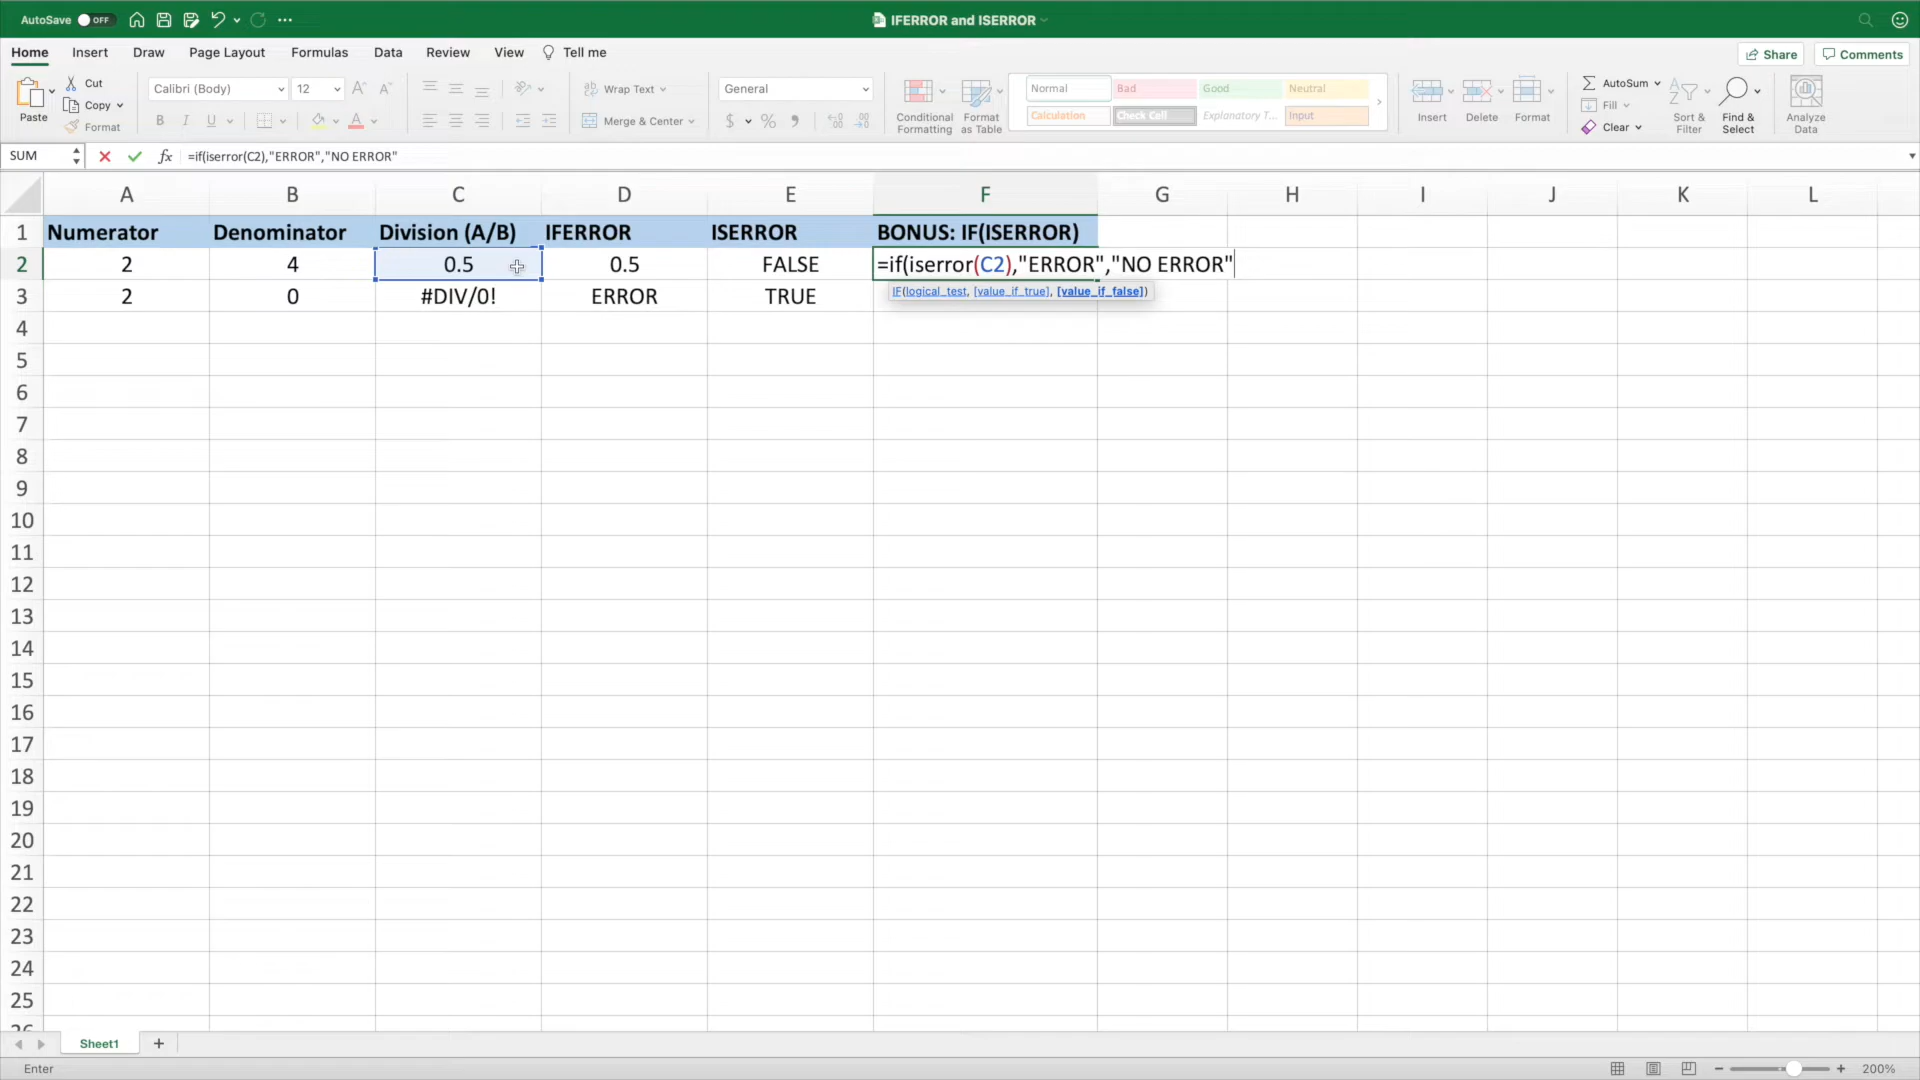 AutoSave OFF
IFERROR and ISERROR
Home Insert Draw Page Layout Formulas Data Review View Tell me
Share Comments
Paste
Cut
Copy
Format
Calibri (Body) 12
B I U
A
Wrap Text
Merge & Center
General
$ % 
Conditional Formatting
Format as Table
Normal Bad Good Neutral
Calculation Check Cell Explanatory T... Input
Insert Delete Format
AutoSum
Fill
Clear
Sort & Filter
Find & Select
Analyze Data
SUM fx =if(iserror(C2),"ERROR","NO ERROR"
A B C D E F G H I J K L
1 Numerator Denominator Division (A/B) IFERROR ISERROR BONUS: IF(ISERROR)
2 2 4 0.5 0.5 FALSE =if(iserror(C2),"ERROR","NO ERROR"
IF(logical_test, [value_if_true], [value_if_false])
3 2 0 #DIV/0! ERROR TRUE
4
5
6
7
8
9
10
11
12
13
14
15
16
17
18
19
20
21
22
23
24
25
26
Sheet1 +
Enter
200%